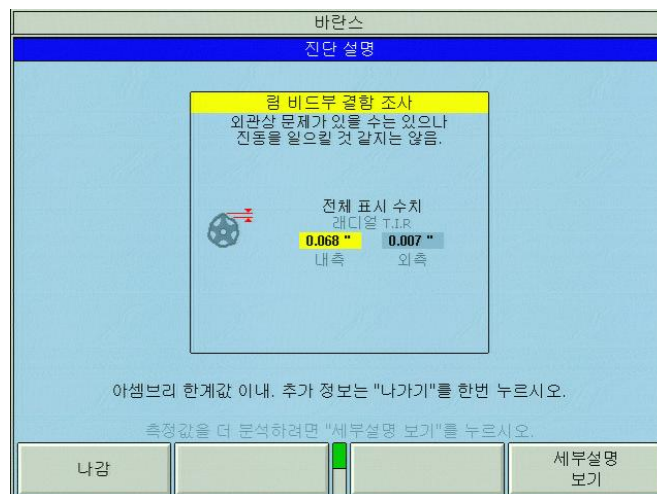 바란스
진단 설명
림 비드부 결함 조사
외관상 문제가 있을 수는 있으나
진동을 일으킬 것 같지는 않음.
전체 표시 수치
래디얼 T.I.R
0.068 " 0.007 "
내측 외측
아셈브리 한계값 이내. 추가 정보는 "나가기"를 한번 누르시오.
측정값을 더 분석하려면 "세부설명 보기"를 누르시오.
나감
세부설명
보기